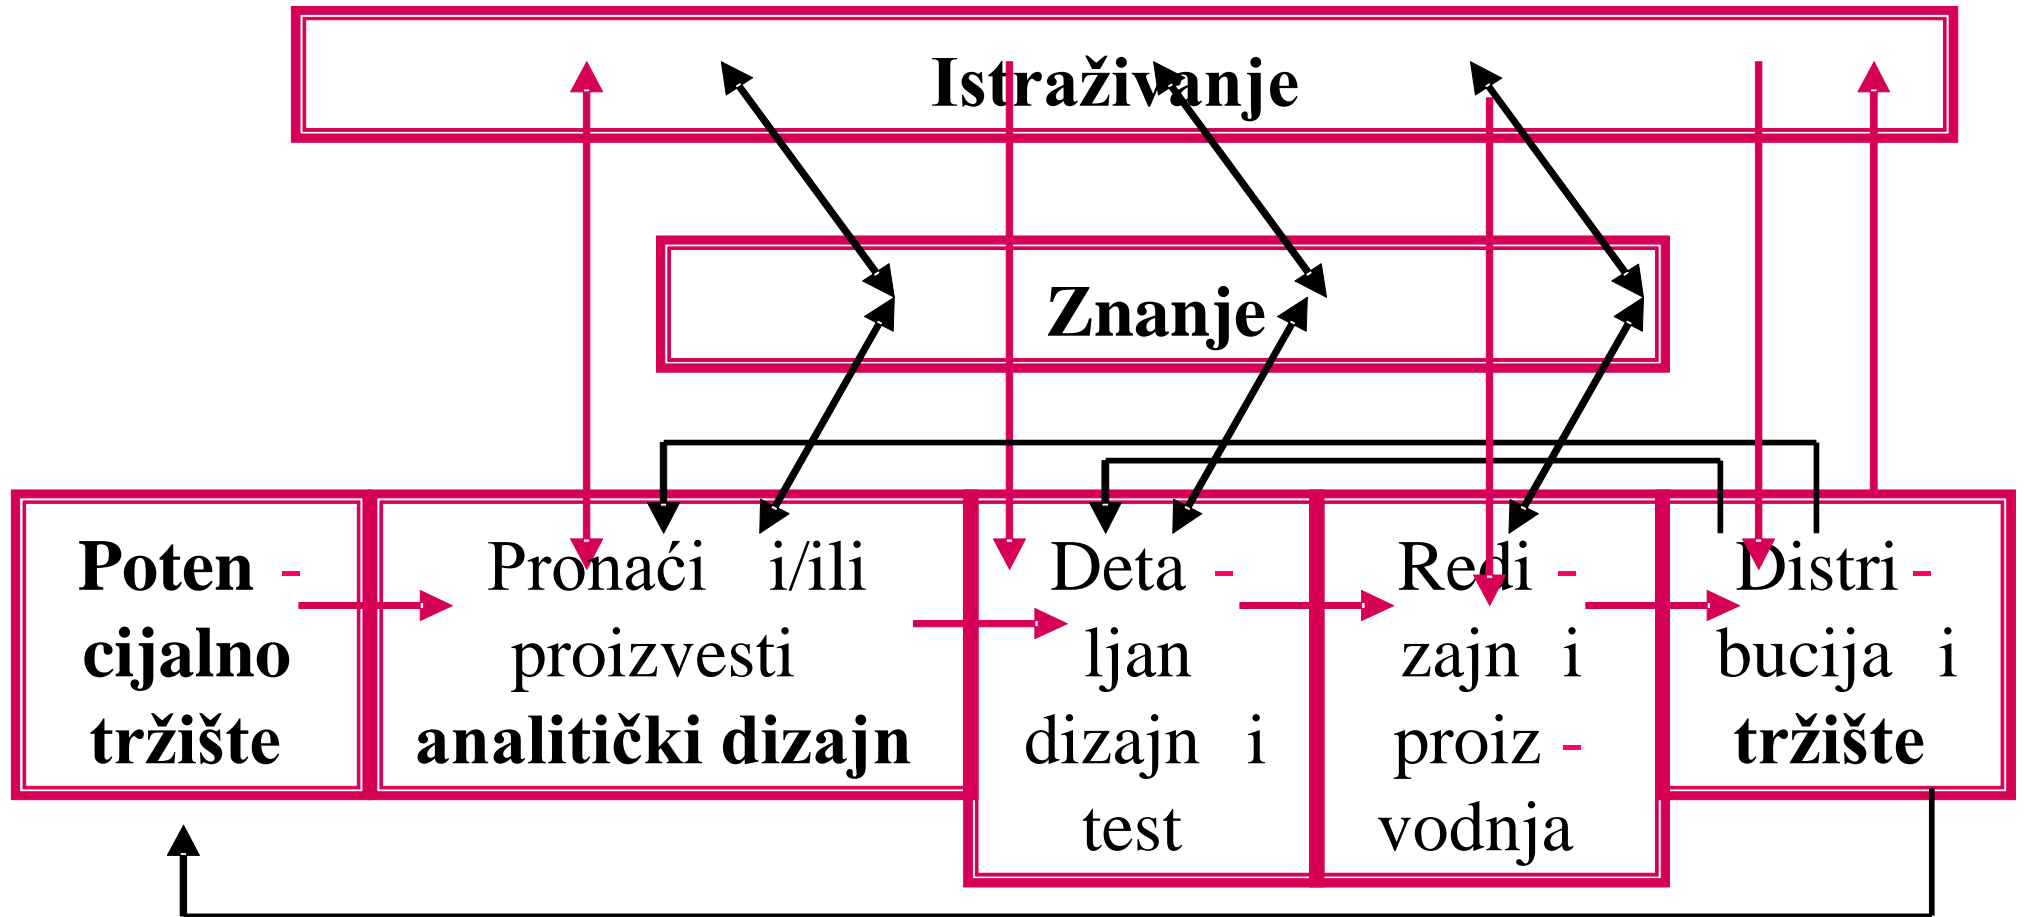 Istraživanje
Znanje
Poten -
cijalno
tržište
Pronaći i/ili
proizvesti
analitički dizajn
Deta -
ljan
dizajn i
test
Redi -
zajn i
proiz -
vodnja
Distri -
bucija i
tržište